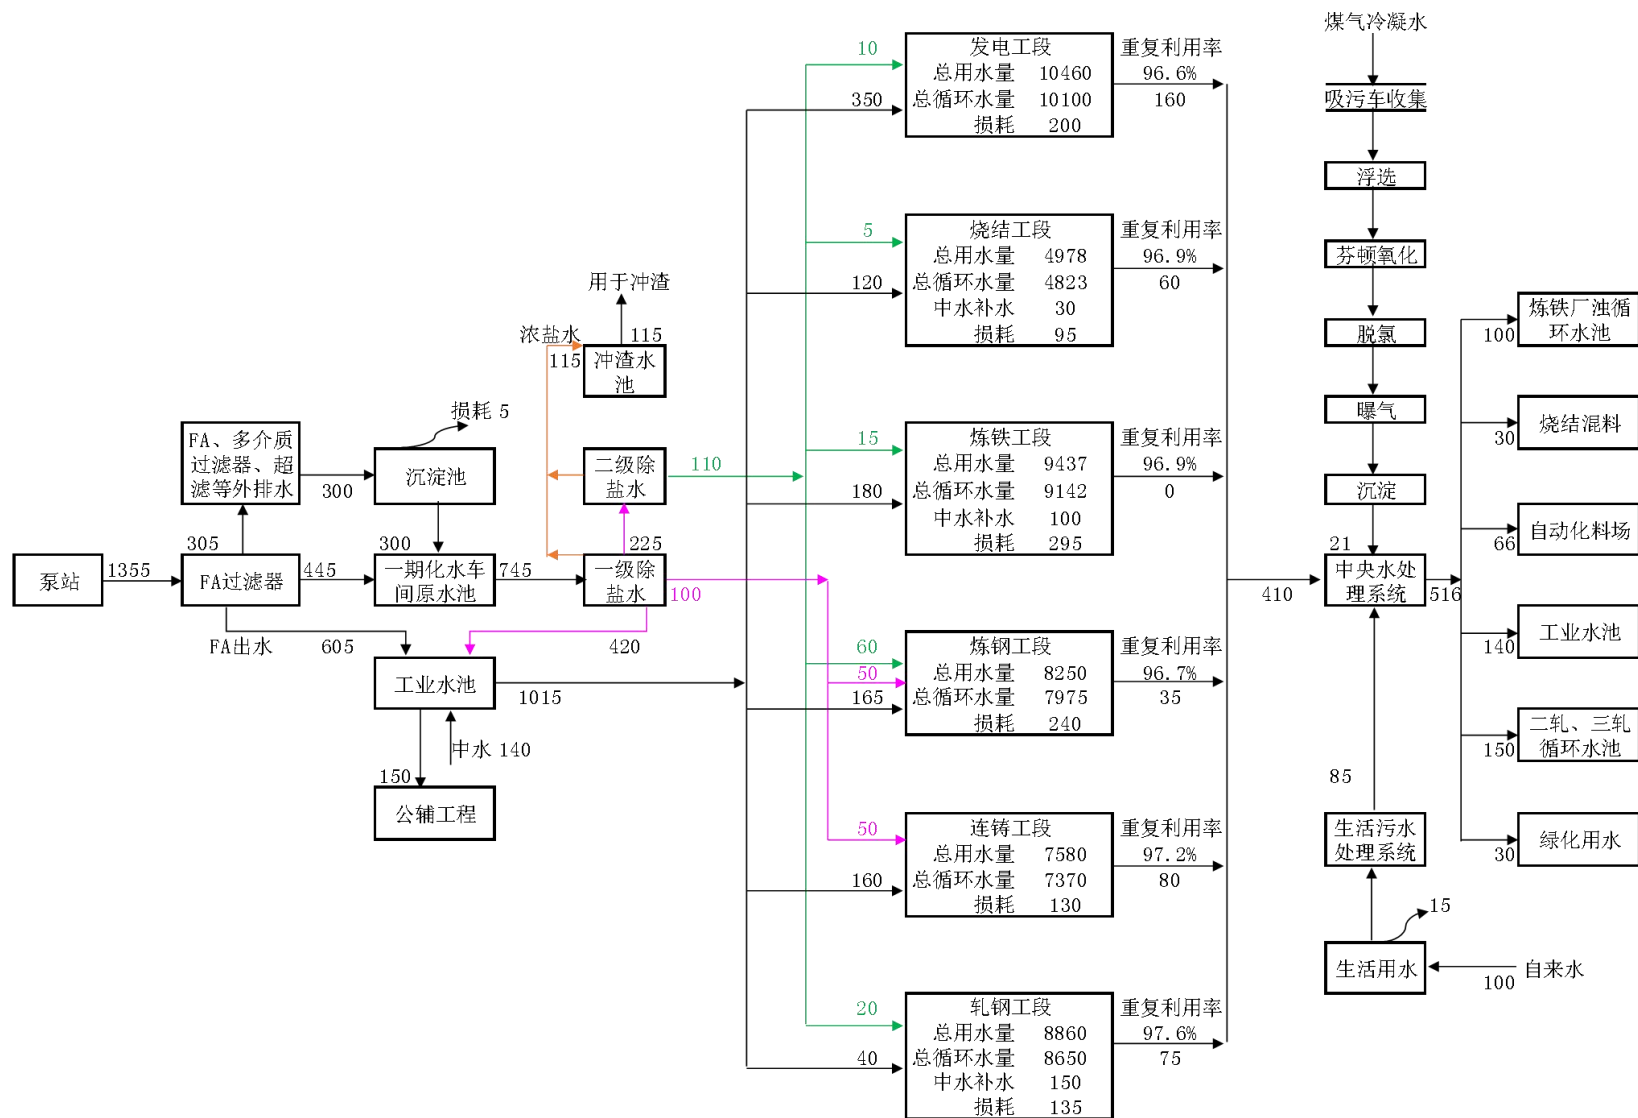 泵站
1355
FA、多介质
过滤器、超
滤等外排水
305
FA过滤器
FA出水
605
300
445
损耗 5
沉淀池
300
一期化水车
间原水池
745
工业水池
1015
中水 140
150
公辅工程
用于冲渣
浓盐水
115
115
冲渣水
池
二级除
盐水
110
225
一级除
盐水
100
420
10
350
发电工段
总用水量 10460
总循环水量 10100
损耗 200
重复利用率
96.6%
160
5
120
烧结工段
总用水量 4978
总循环水量 4823
中水补水 30
损耗 95
重复利用率
96.9%
60
15
180
炼铁工段
总用水量 9437
总循环水量 9142
中水补水 100
损耗 295
重复利用率
96.9%
0
60
50
165
炼钢工段
总用水量 8250
总循环水量 7975
损耗 240
重复利用率
96.7%
35
50
160
连铸工段
总用水量 7580
总循环水量 7370
损耗 130
重复利用率
97.2%
80
20
40
轧钢工段
总用水量 8860
总循环水量 8650
中水补水 150
损耗 135
重复利用率
97.6%
75
410
煤气冷凝水
吸污车收集
浮选
芬顿氧化
脱氯
曝气
沉淀
21
中央水处
理系统
516
85
生活污水
处理系统
15
生活用水
100
自来水
100
炼铁厂浊循
环水池
30
烧结混料
66
自动化料场
140
工业水池
150
二轧、三轧
循环水池
30
绿化用水